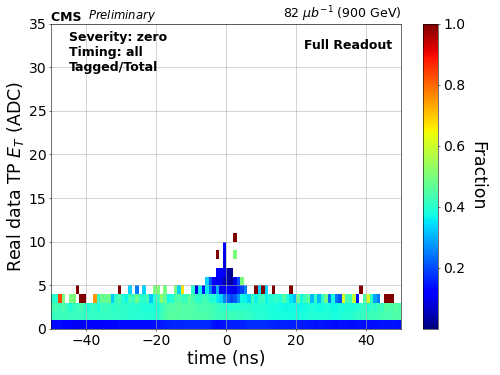 CMS Preliminary 82 μb⁻¹ (900 GeV)
Severity: zero
Timing: all
Tagged/Total
Full Readout
Real data TP E_T (ADC)
35
30
25
20
15
10
5
0
−40 −20 0 20 40
time (ns)
1.0
0.8
0.6
0.4
0.2
Fraction